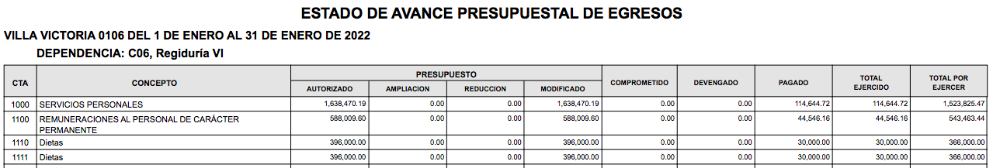 ESTADO DE AVANCE PRESUPUESTAL DE EGRESOS
VILLA VICTORIA 0106 DEL 1 DE ENERO AL 31 DE ENERO DE 2022
DEPENDENCIA: C06, Regiduría VI
CTA CONCEPTO PRESUPUESTO COMPROMETIDO DEVENGADO PAGADO TOTAL EJERCIDO TOTAL POR EJERCER
AUTORIZADO AMPLIACION REDUCCION MODIFICADO
1000 SERVICIOS PERSONALES 1,638,470.19 0.00 0.00 1,638,470.19 0.00 0.00 114,644.72 114,644.72 1,523,825.47
1100 REMUNERACIONES AL PERSONAL DE CARÁCTER 588,009.60 0.00 0.00 588,009.60 0.00 0.00 44,546.16 44,546.16 543,463.44
PERMANENTE
1110 Dietas 396,000.00 0.00 0.00 396,000.00 0.00 0.00 30,000.00 30,000.00 366,000.00
1111 Dietas 396,000.00 0.00 0.00 396,000.00 0.00 0.00 30,000.00 30,000.00 366,000.00